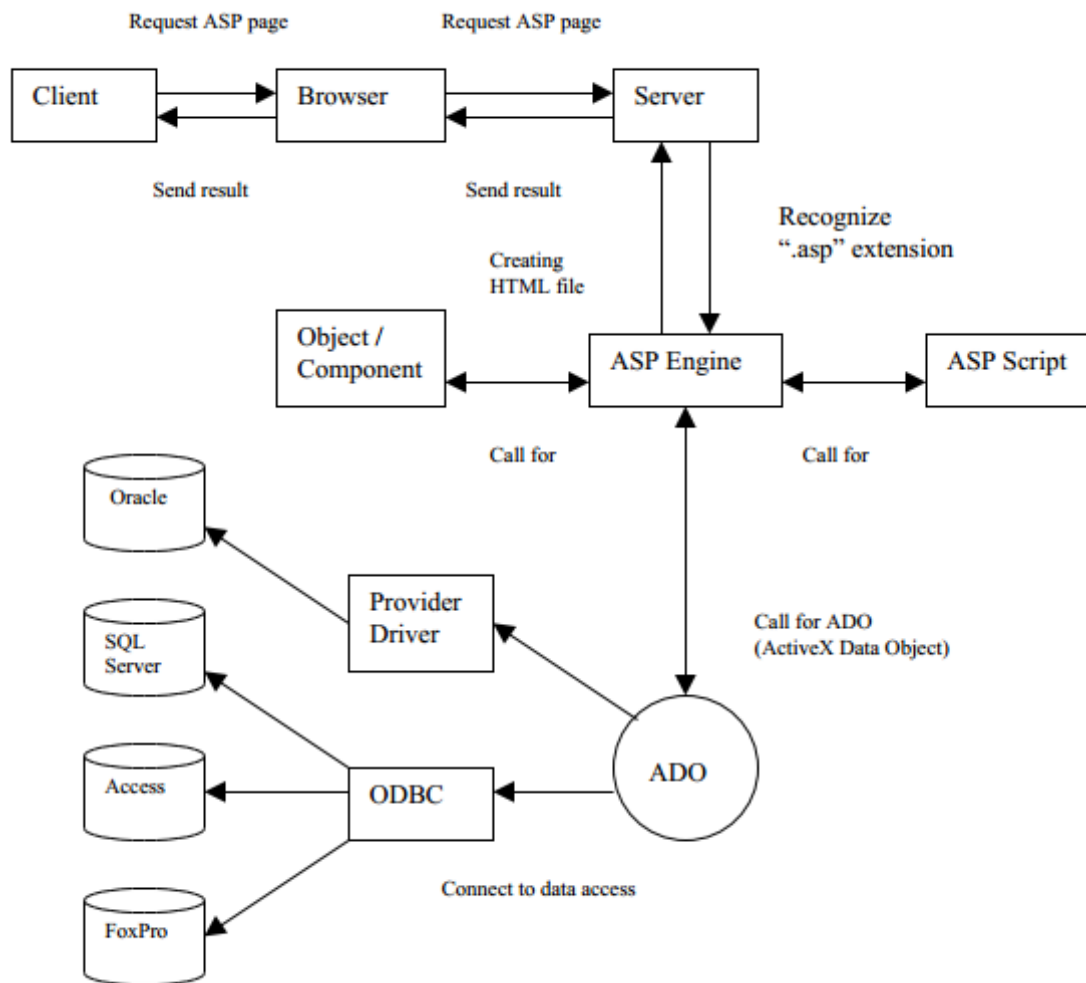 Request ASP page
Request ASP page
Client
Browser
Server
Send result
Send result
Recognize
“.asp” extension
Creating
HTML file
Object /
Component
ASP Engine
ASP Script
Call for
Call for
Oracle
Provider
Driver
SQL
Server
Call for ADO
(ActiveX Data Object)
Access
ODBC
ADO
Connect to data access
FoxPro